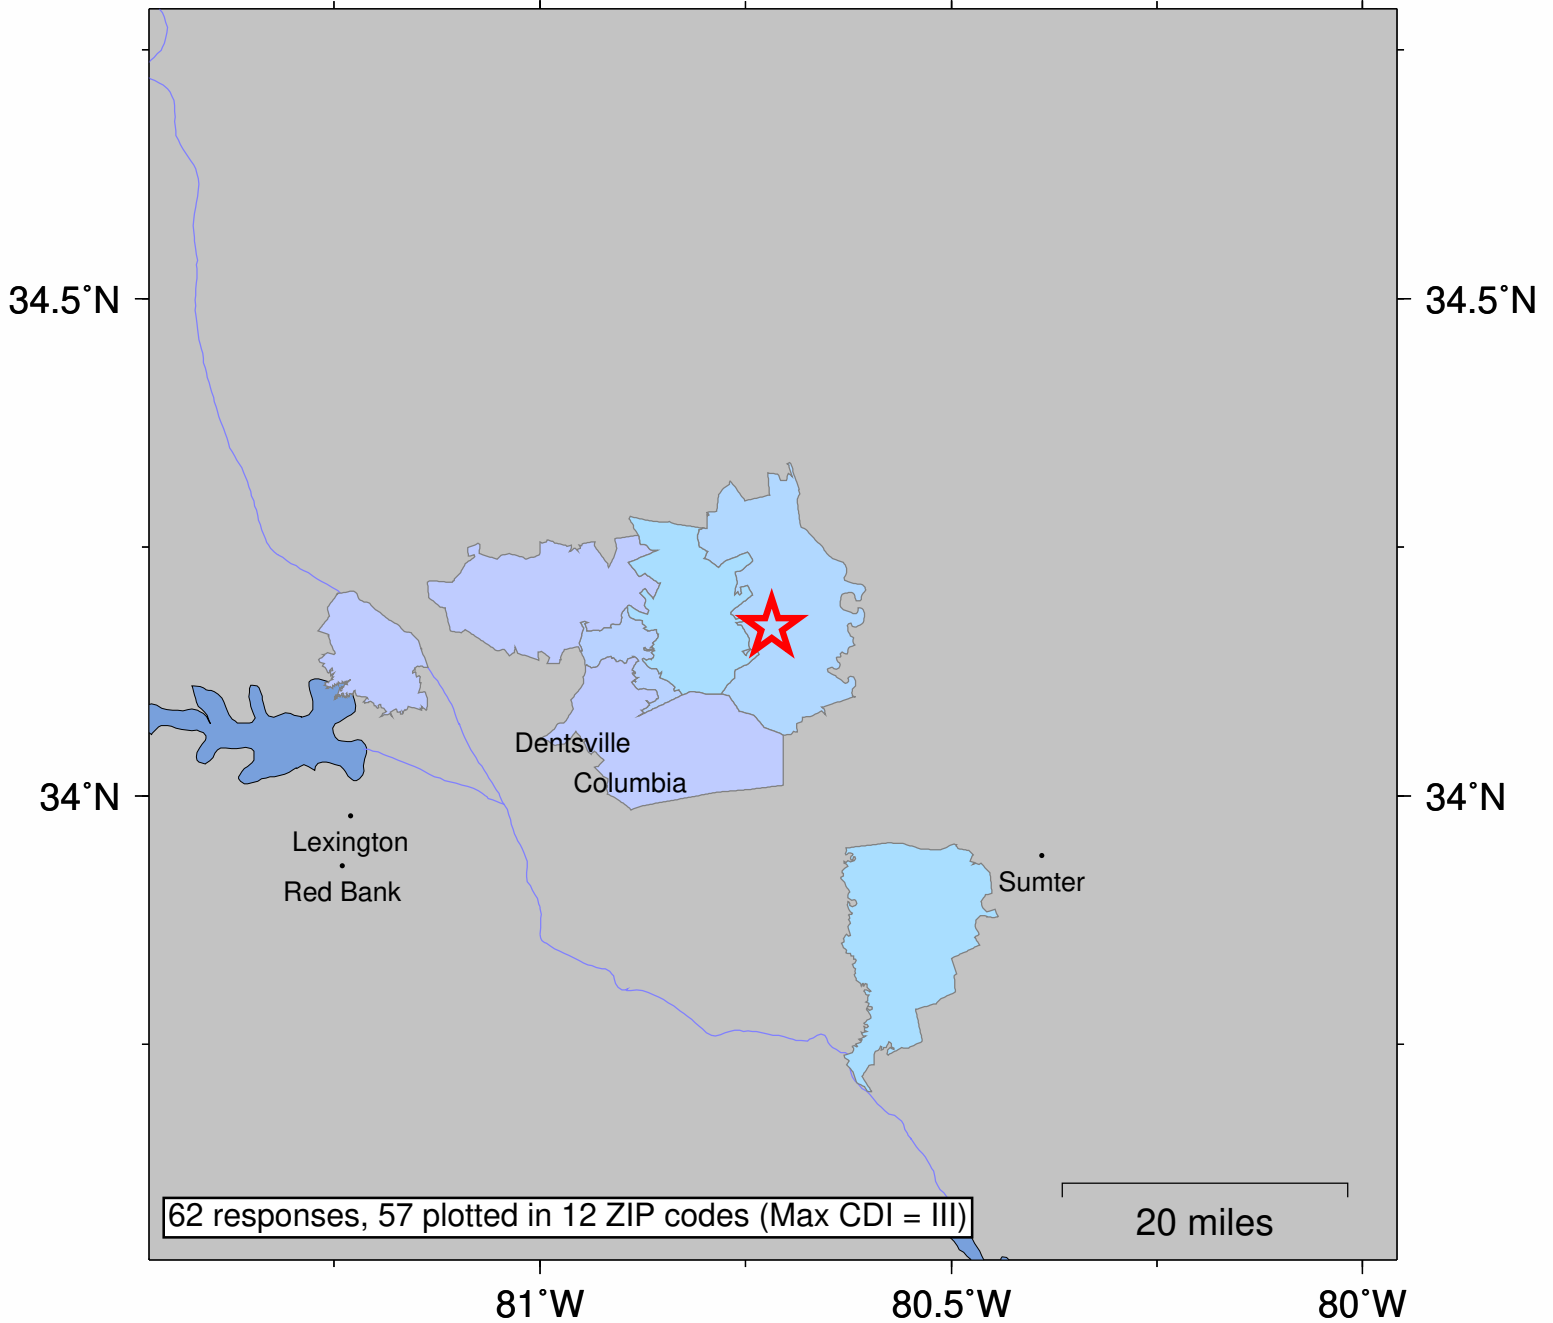 34.5˚N
34.5˚N
34˚N
34˚N
Dentsville
Columbia
Lexington
Red Bank
Sumter
62 responses, 57 plotted in 12 ZIP codes (Max CDI = III)
20 miles
81˚W
80.5˚W
80˚W